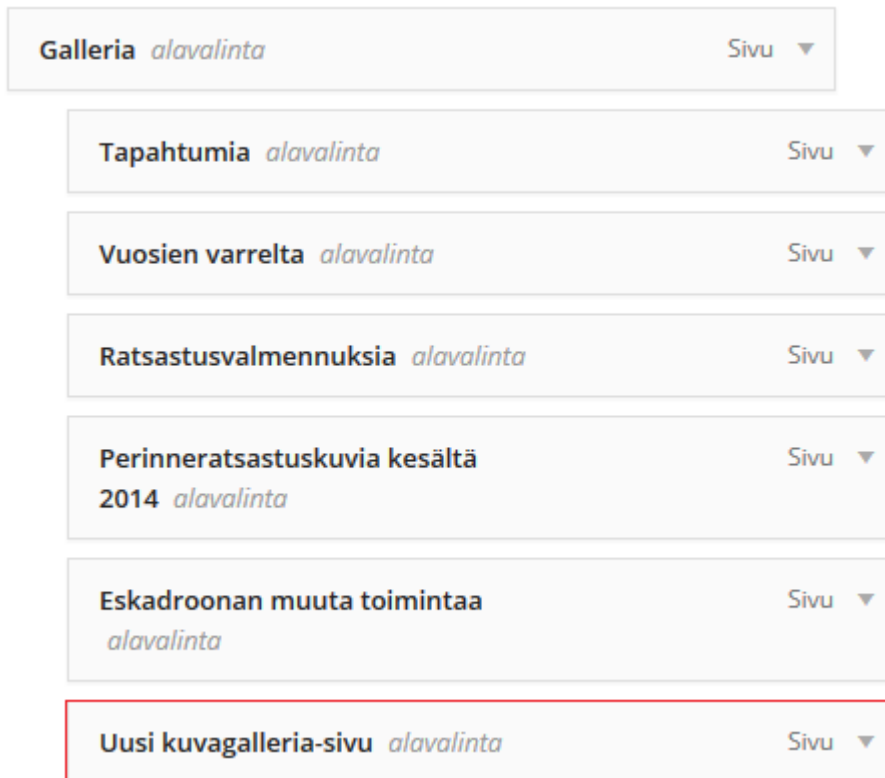 Galleria alavalinta Sivu
Tapahtumia alavalinta Sivu
Vuosien varrelta alavalinta Sivu
Ratsastusvalmennuksia alavalinta Sivu
Perinneratsastuskuvia kesältä Sivu
2014 alavalinta
Eskadroonan muuta toimintaa Sivu
alavalinta
Uusi kuvagalleria-sivu alavalinta Sivu